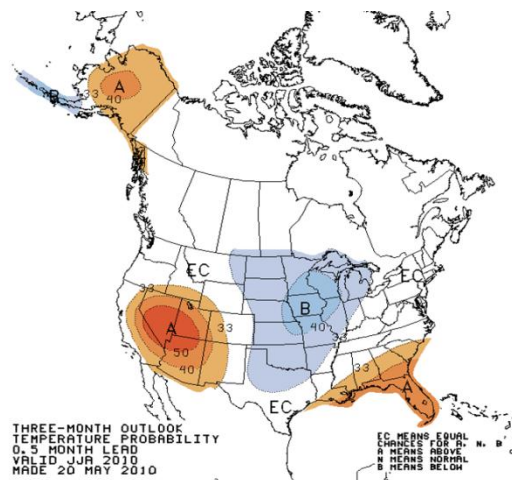 A
33
40
B
EC
EC
33
B
A
33
40
33
50
40
33
A
EC
THREE-MONTH OUTLOOK
TEMPERATURE PROBABILITY
0.5 MONTH LEAD
VALID JJA 2010
MADE 20 MAY 2010
EC MEANS EQUAL
CHANCES FOR A, N, B
A MEANS ABOVE
N MEANS NORMAL
B MEANS BELOW